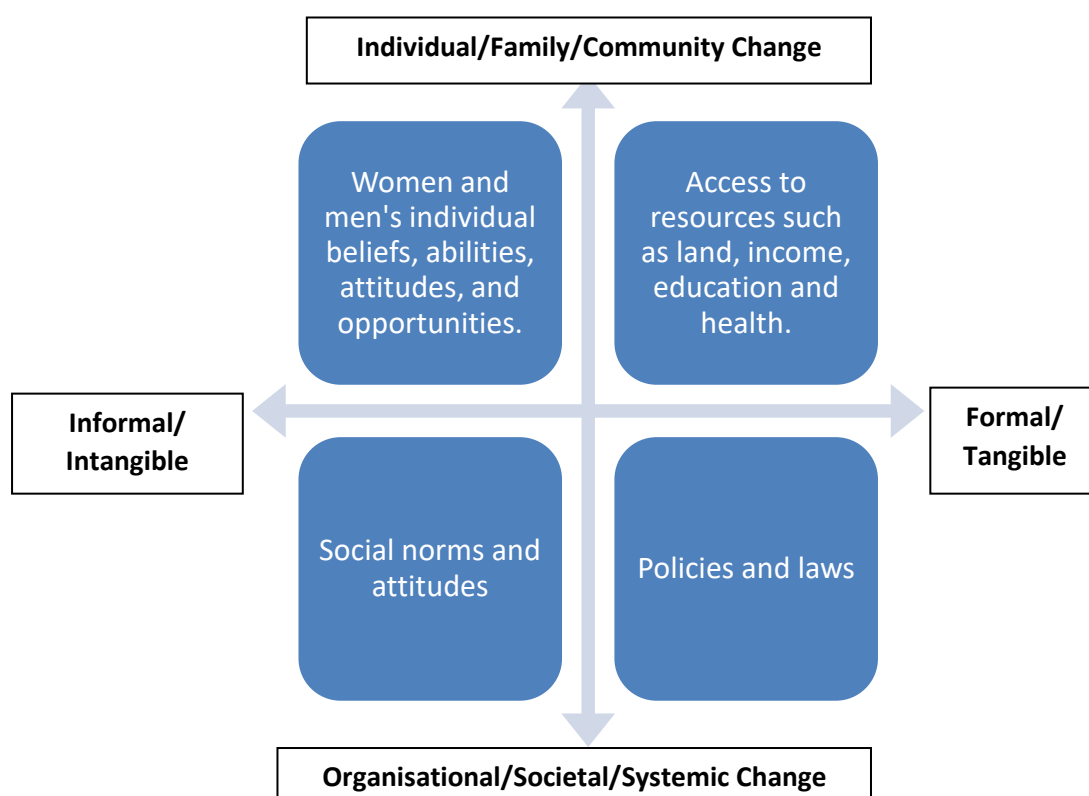 Individual/Family/Community Change
Women and
men's individual
beliefs, abilities,
attitudes, and
opportunities.
Access to
resources such
as land, income,
education and
health.
Informal/
Intangible
Formal/
Tangible
Social norms and
attitudes
Policies and laws
Organisational/Societal/Systemic Change